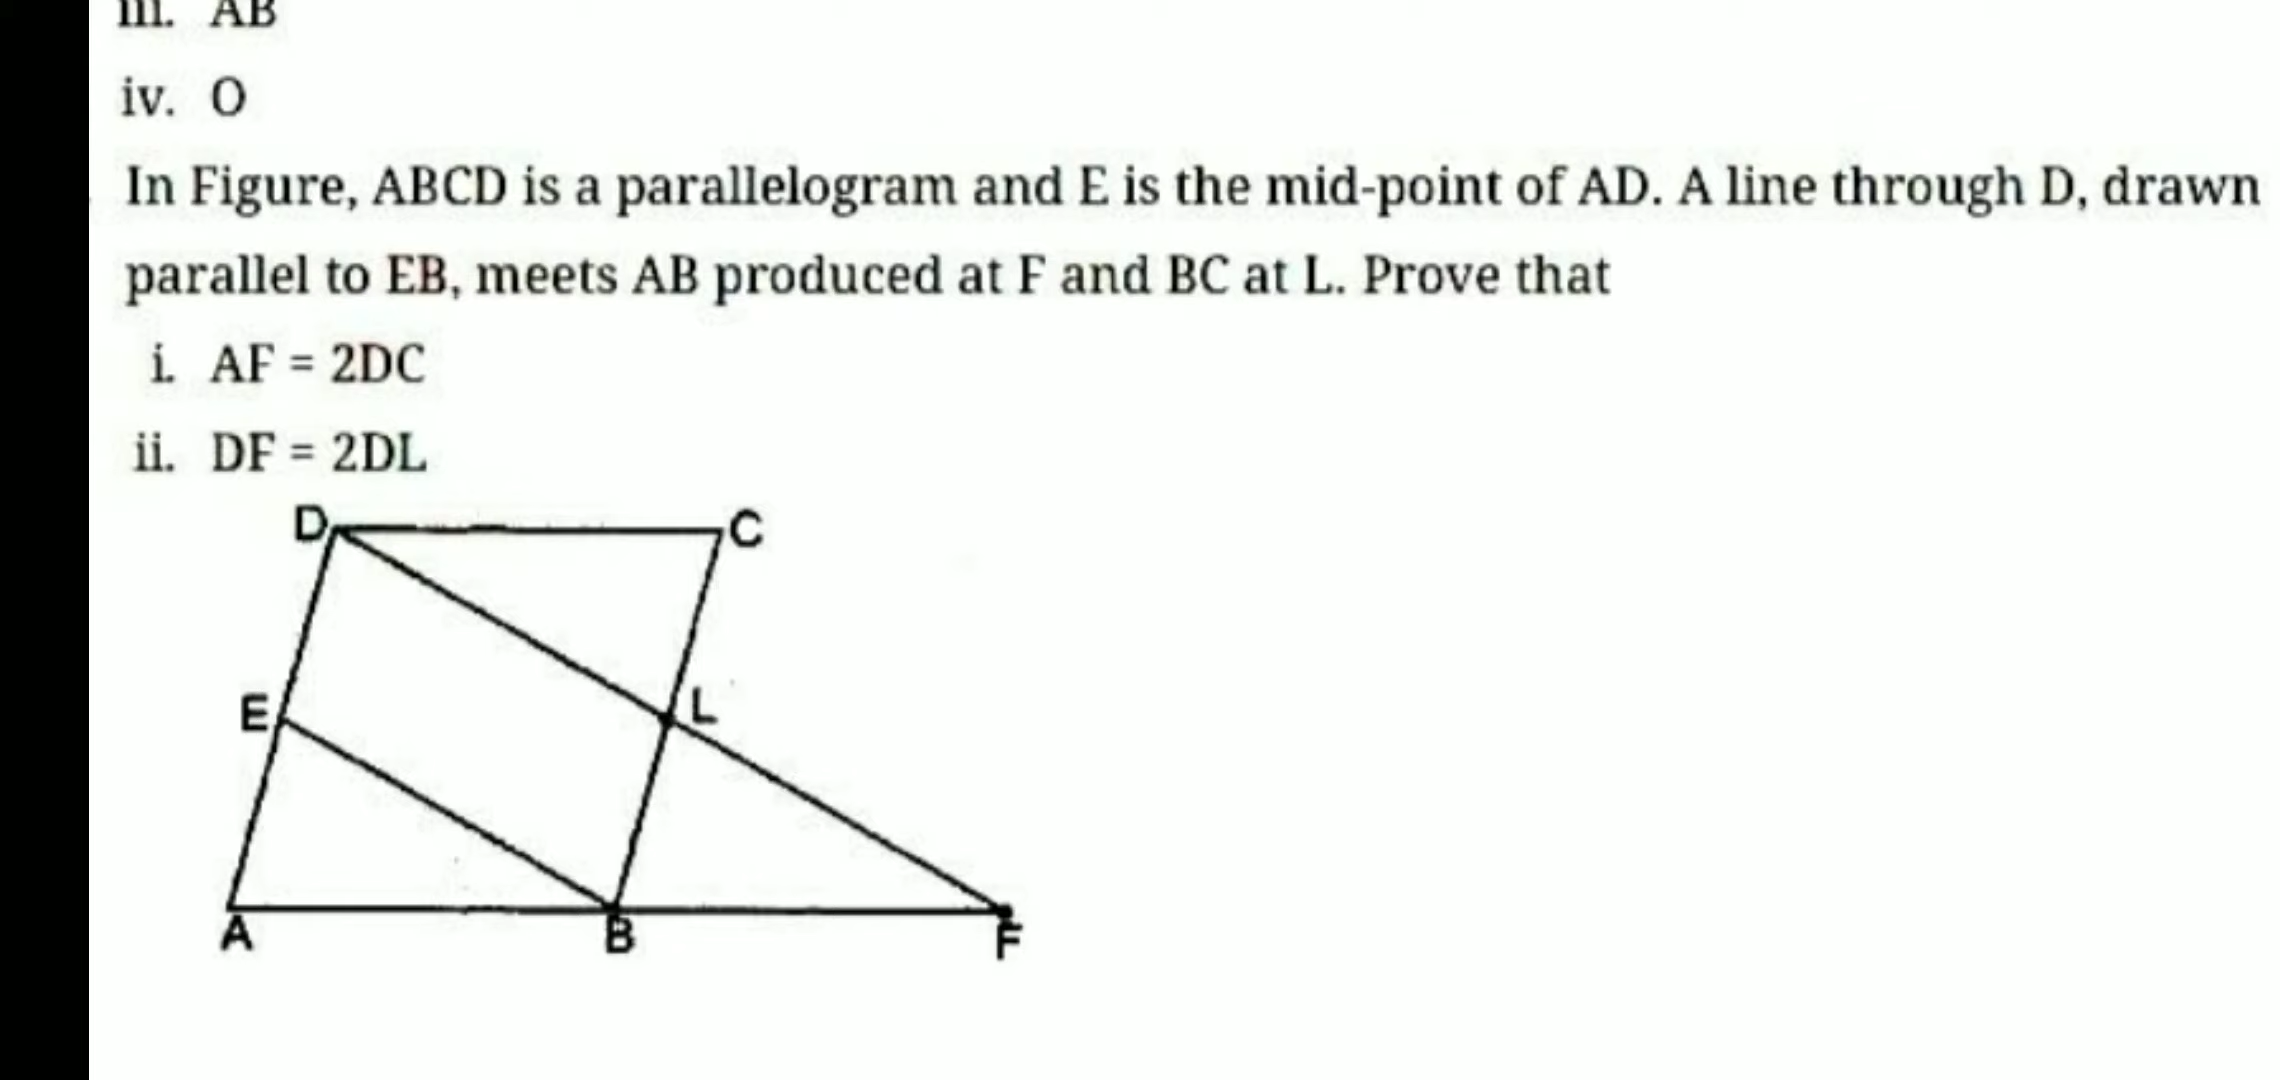 iii. AB
iv. O
In Figure, ABCD is a parallelogram and E is the mid-point of AD. A line through D, drawn
parallel to EB, meets AB produced at F and BC at L. Prove that
i. AF = 2DC
ii. DF = 2DL
D C
E L
A B F